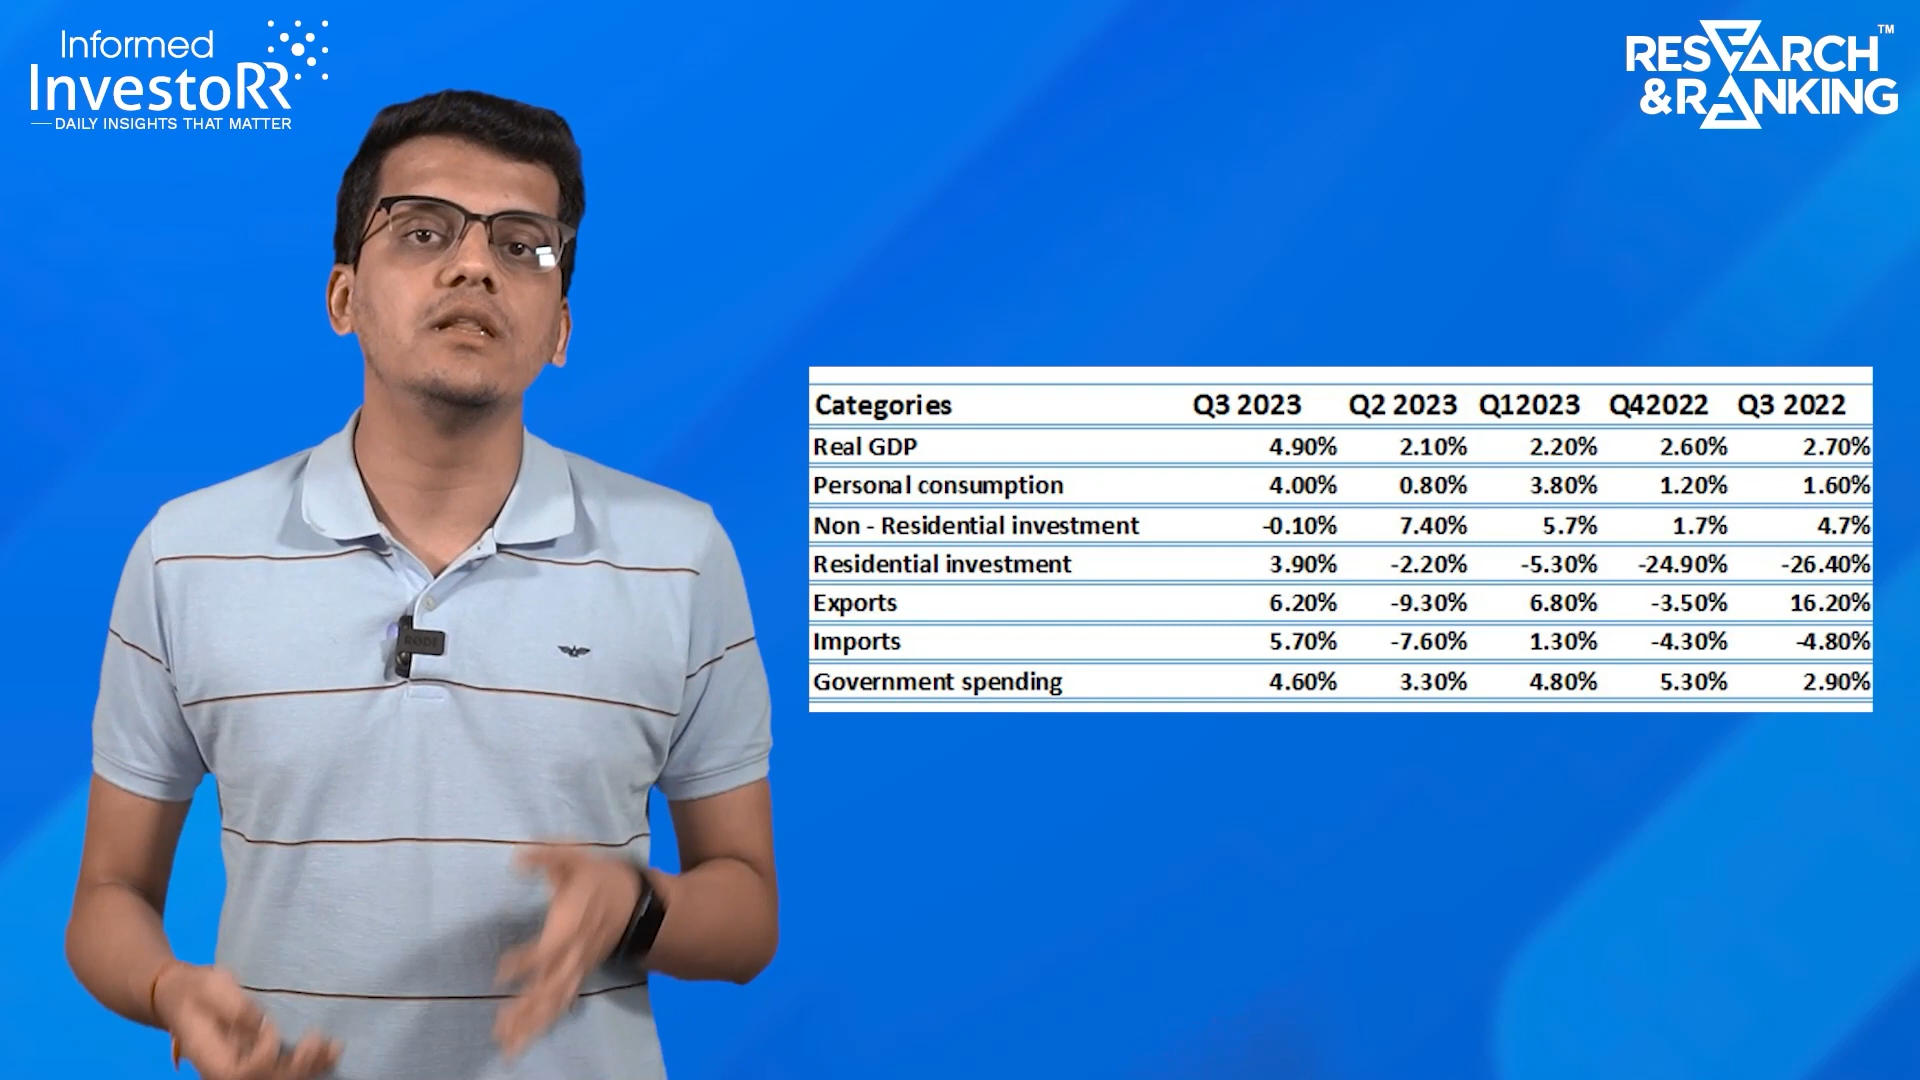 Informed
InvestoRR
DAILY INSIGHTS THAT MATTER
RESEARCH™
&RANKING
Categories Q3 2023 Q2 2023 Q12023 Q42022 Q3 2022
Real GDP 4.90% 2.10% 2.20% 2.60% 2.70%
Personal consumption 4.00% 0.80% 3.80% 1.20% 1.60%
Non - Residential investment -0.10% 7.40% 5.7% 1.7% 4.7%
Residential investment 3.90% -2.20% -5.30% -24.90% -26.40%
Exports 6.20% -9.30% 6.80% -3.50% 16.20%
Imports 5.70% -7.60% 1.30% -4.30% -4.80%
Government spending 4.60% 3.30% 4.80% 5.30% 2.90%
RODE